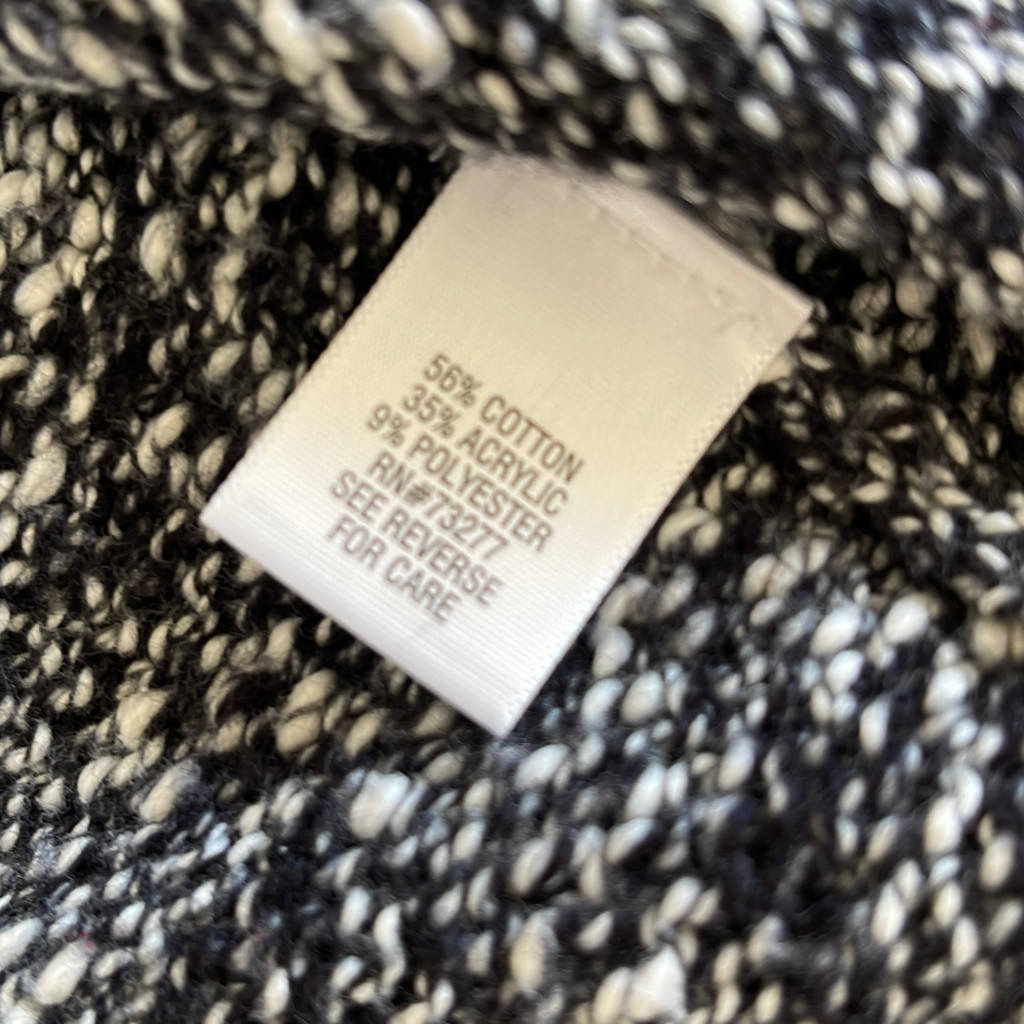 56% COTTON
35% ACRYLIC
9% POLYESTER
RN#73277
SEE REVERSE
FOR CARE